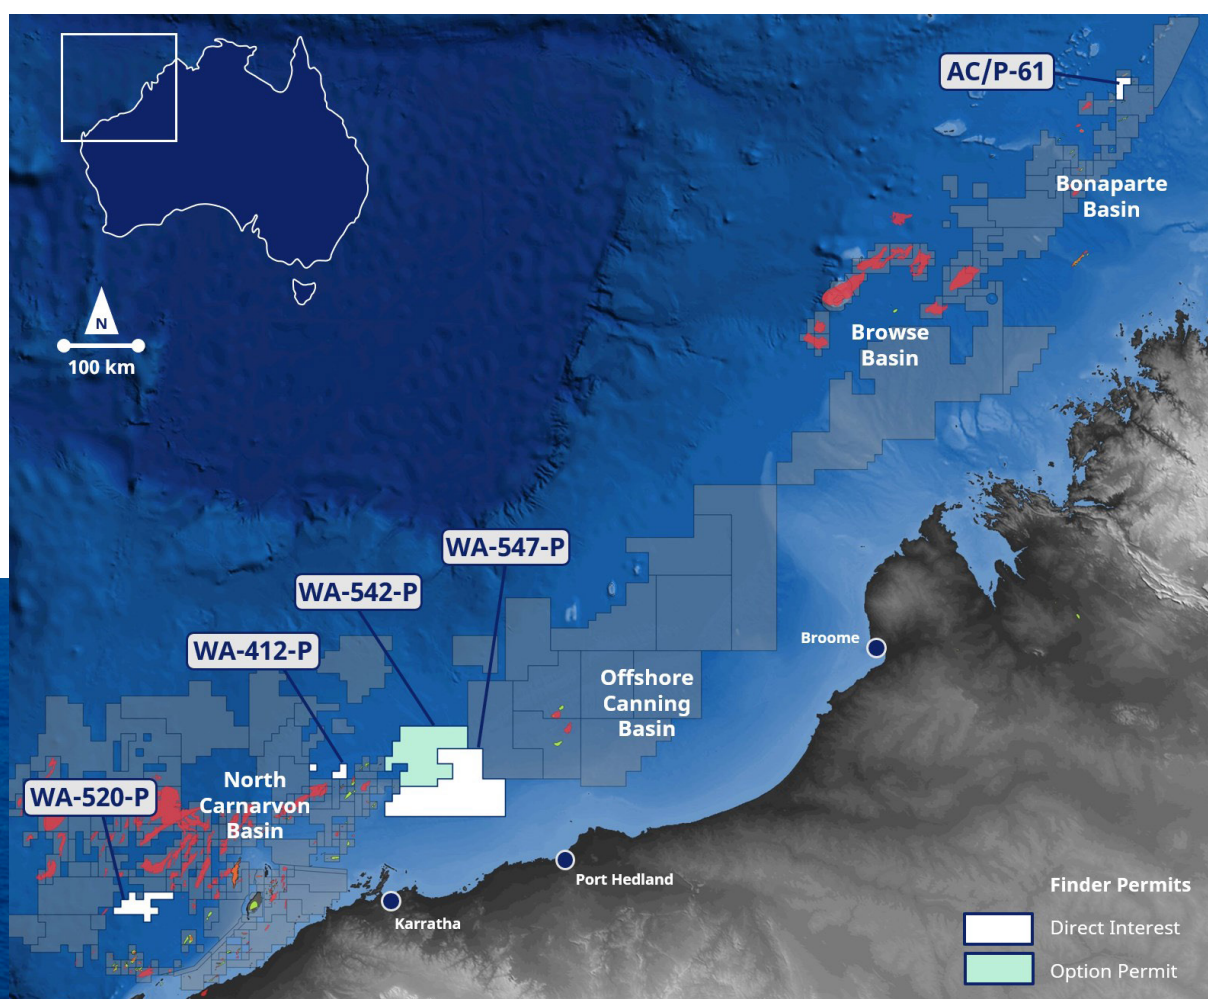 AC/P-61
Bonaparte
Basin
N
100 km
Browse
Basin
WA-547-P
WA-542-P
WA-412-P
Broome
Offshore
Canning
Basin
North
Carnarvon
Basin
WA-520-P
Port Hedland
Karratha
Finder Permits
Direct Interest
Option Permit